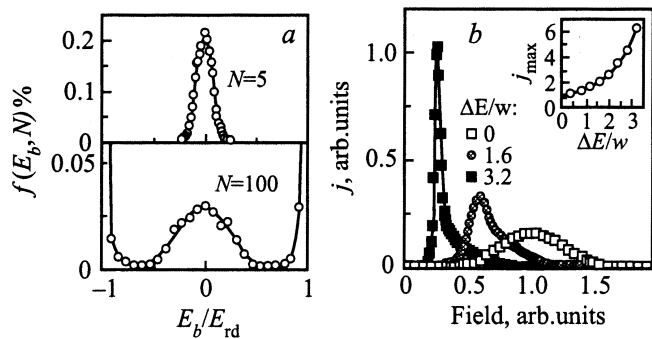 a
0.2
0.1
0
N=5
f (E_b, N) %
0.05
0
N=100
−1 0 1
E_b/E_rd
b
1.0
0.5
0
j, arb.units
ΔE/w:
0
1.6
3.2
0 0.5 1.0 1.5
Field, arb.units
6
4
2
0
j_max
0 1 2 3
ΔE/w